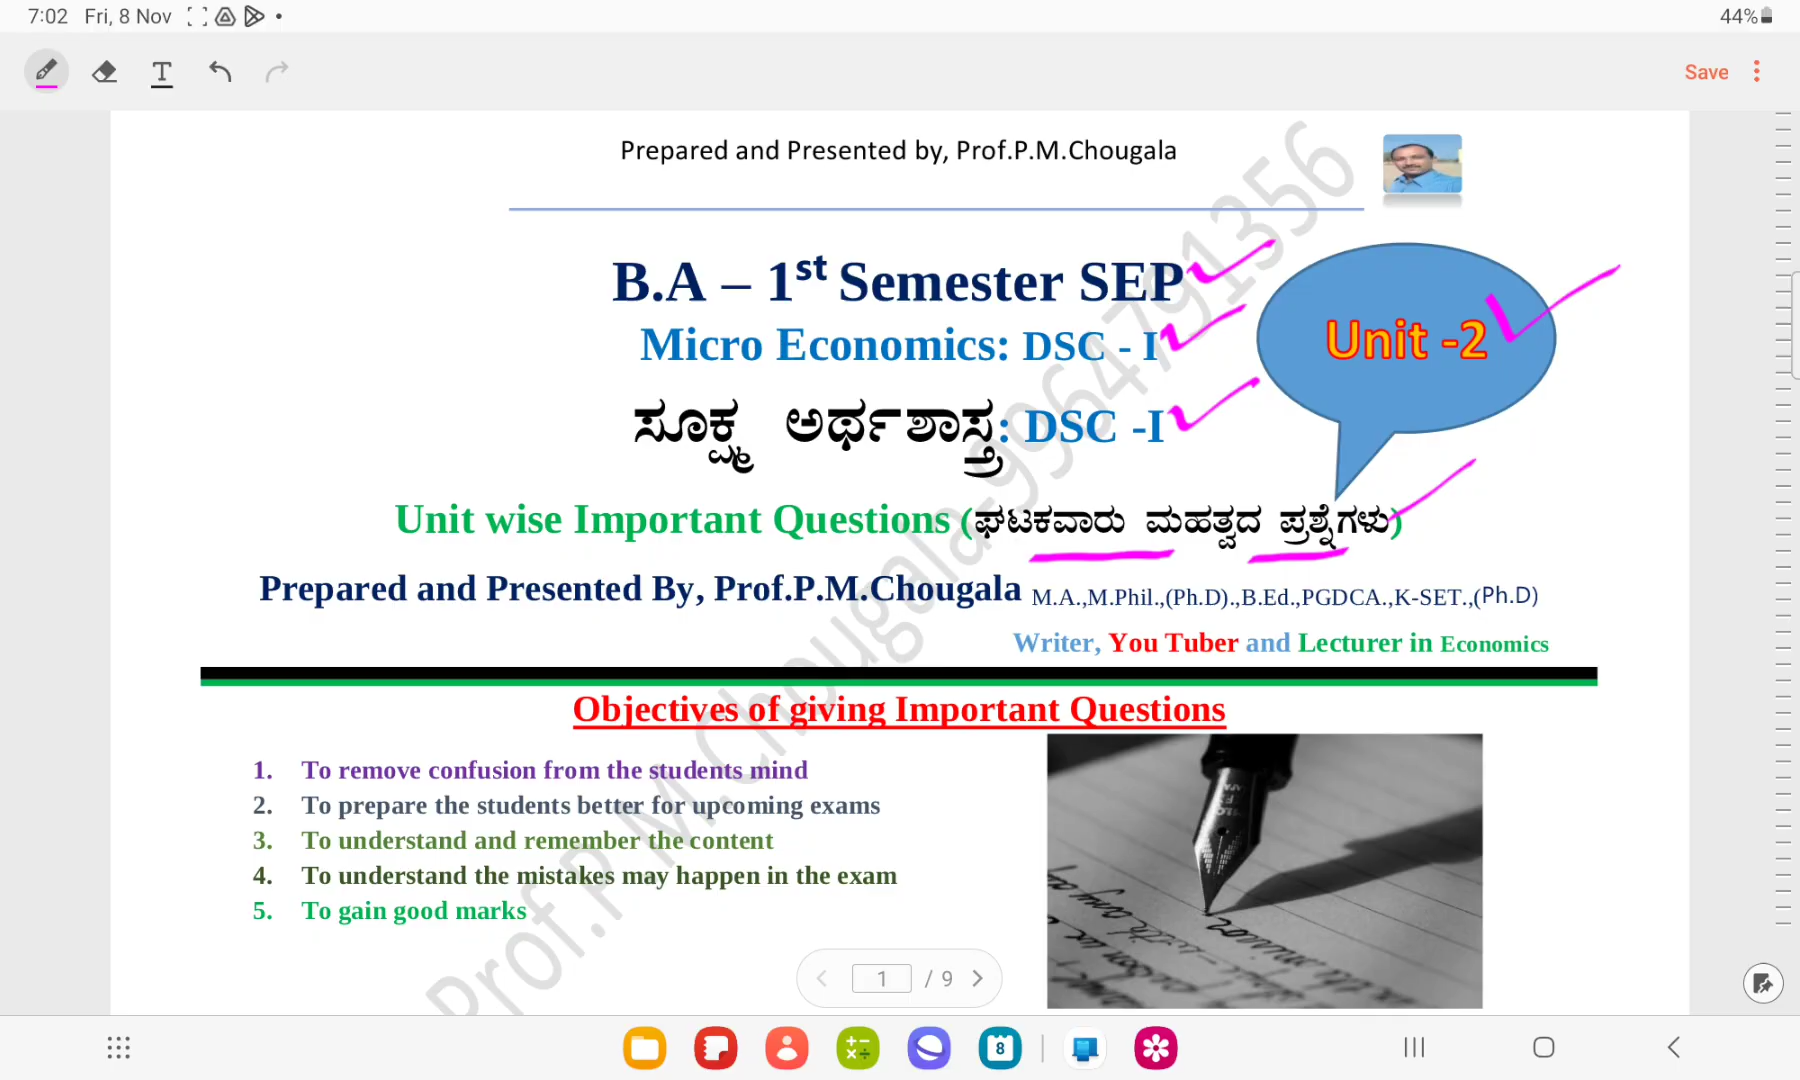 7:02 Fri, 8 Nov
44%
T
Save
Prepared and Presented by, Prof.P.M.Chougala
B.A – 1st Semester SEP
Micro Economics: DSC - I
Unit -2
ಸೂಕ್ಷ್ಮ ಅರ್ಥಶಾಸ್ತ್ರ: DSC -I
Unit wise Important Questions (ಘಟಕವಾರು ಮಹತ್ವದ ಪ್ರಶ್ನೆಗಳು)
Prepared and Presented By, Prof.P.M.Chougala M.A.,M.Phil.,(Ph.D).,B.Ed.,PGDCA.,K-SET.,(Ph.D)
Writer, You Tuber and Lecturer in Economics
Objectives of giving Important Questions
1. To remove confusion from the students mind
2. To prepare the students better for upcoming exams
3. To understand and remember the content
4. To understand the mistakes may happen in the exam
5. To gain good marks
Prof.P.M.Chougala-9964791356
1 / 9
8